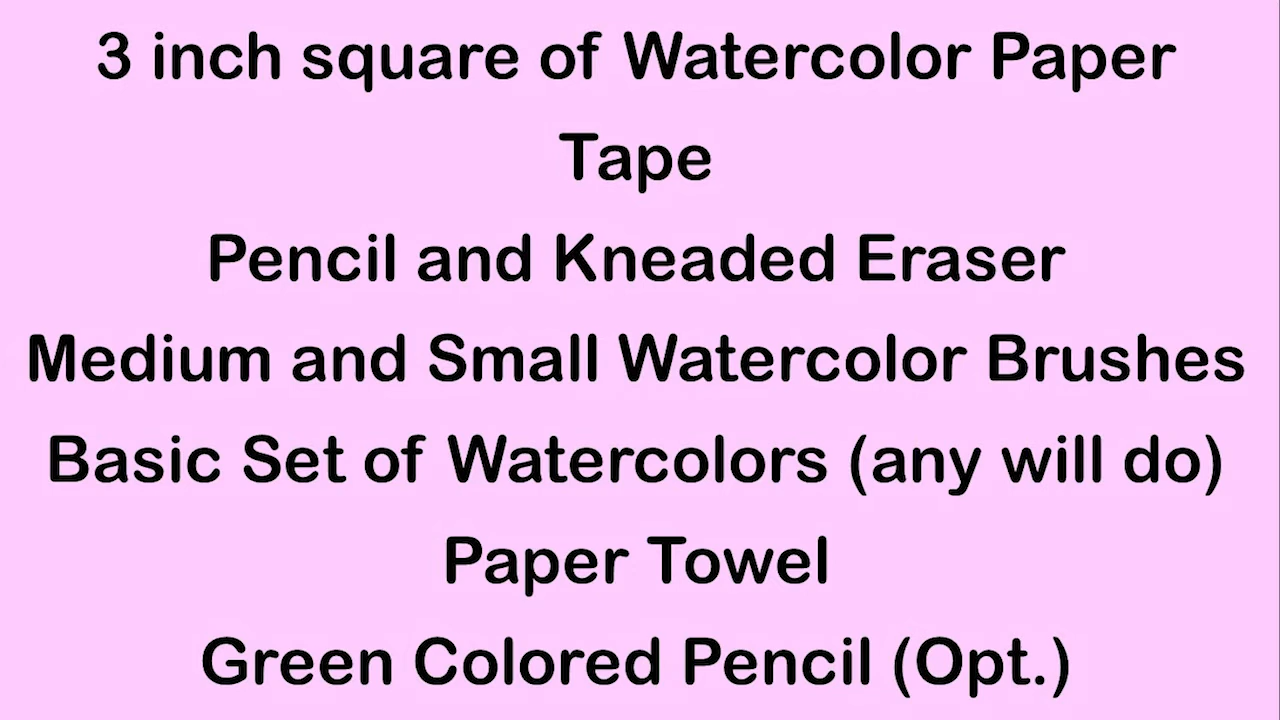 3 inch square of Watercolor Paper
Tape
Pencil and Kneaded Eraser
Medium and Small Watercolor Brushes
Basic Set of Watercolors (any will do)
Paper Towel
Green Colored Pencil (Opt.)